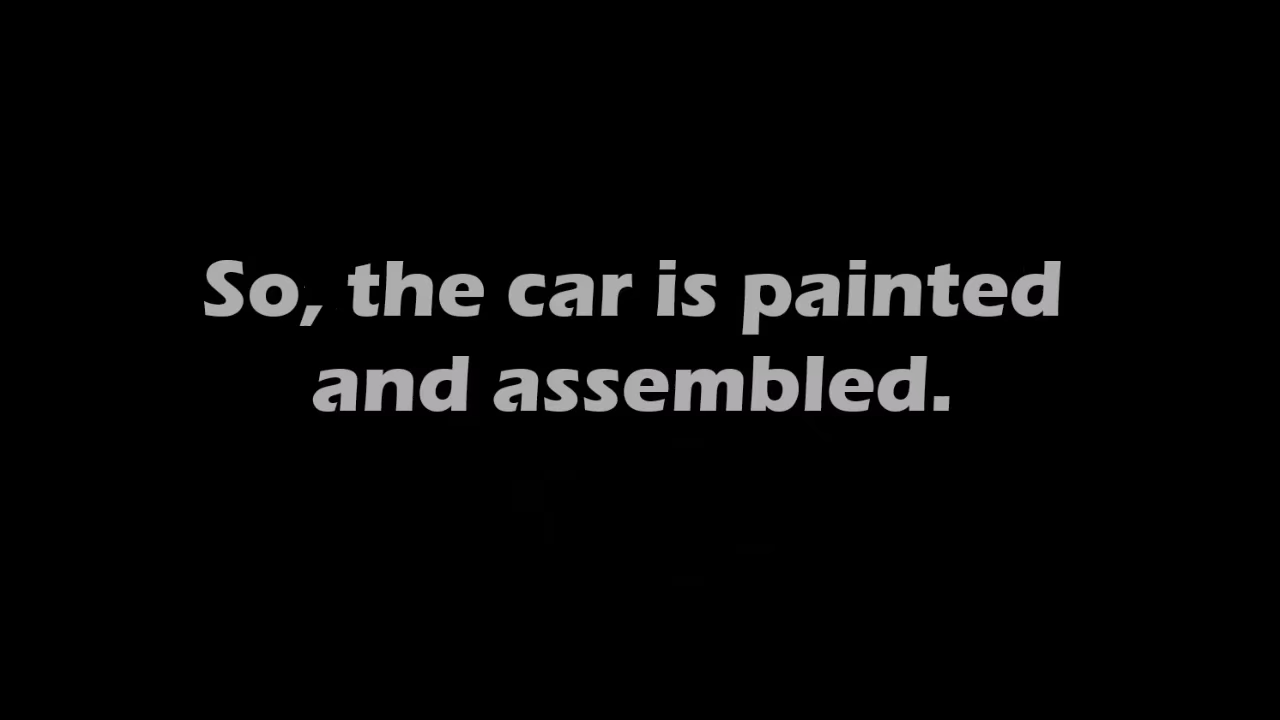 So, the car is painted
and assembled.